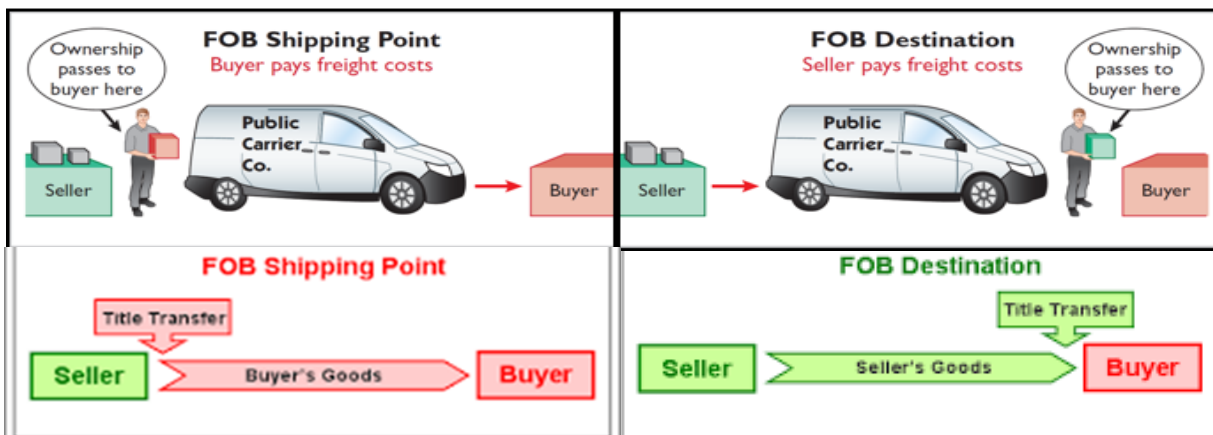 FOB Shipping Point
Buyer pays freight costs
Ownership
passes to
buyer here
Public
Carrier
Co.
Seller
Buyer
FOB Destination
Seller pays freight costs
Ownership
passes to
buyer here
Public
Carrier
Co.
Seller
Buyer
FOB Shipping Point
Title Transfer
Seller
Buyer's Goods
Buyer
FOB Destination
Title Transfer
Seller
Seller's Goods
Buyer